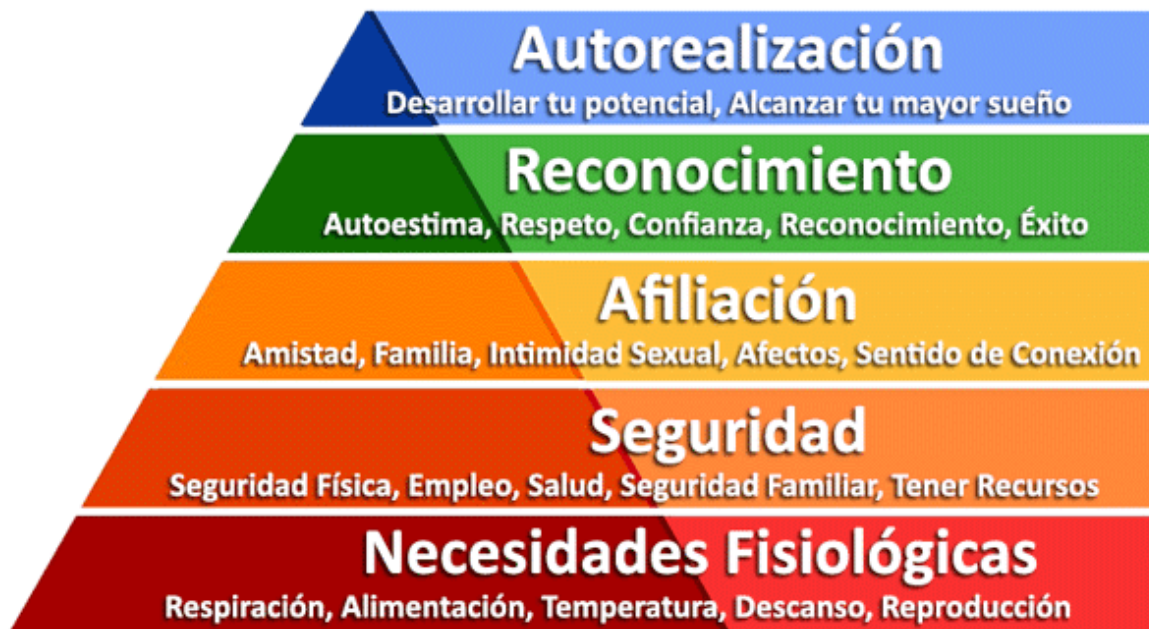 Autorealización
Desarrollar tu potencial, Alcanzar tu mayor sueño
Reconocimiento
Autoestima, Respeto, Confianza, Reconocimiento, Éxito
Afiliación
Amistad, Familia, Intimidad Sexual, Afectos, Sentido de Conexión
Seguridad
Seguridad Física, Empleo, Salud, Seguridad Familiar, Tener Recursos
Necesidades Fisiológicas
Respiración, Alimentación, Temperatura, Descanso, Reproducción